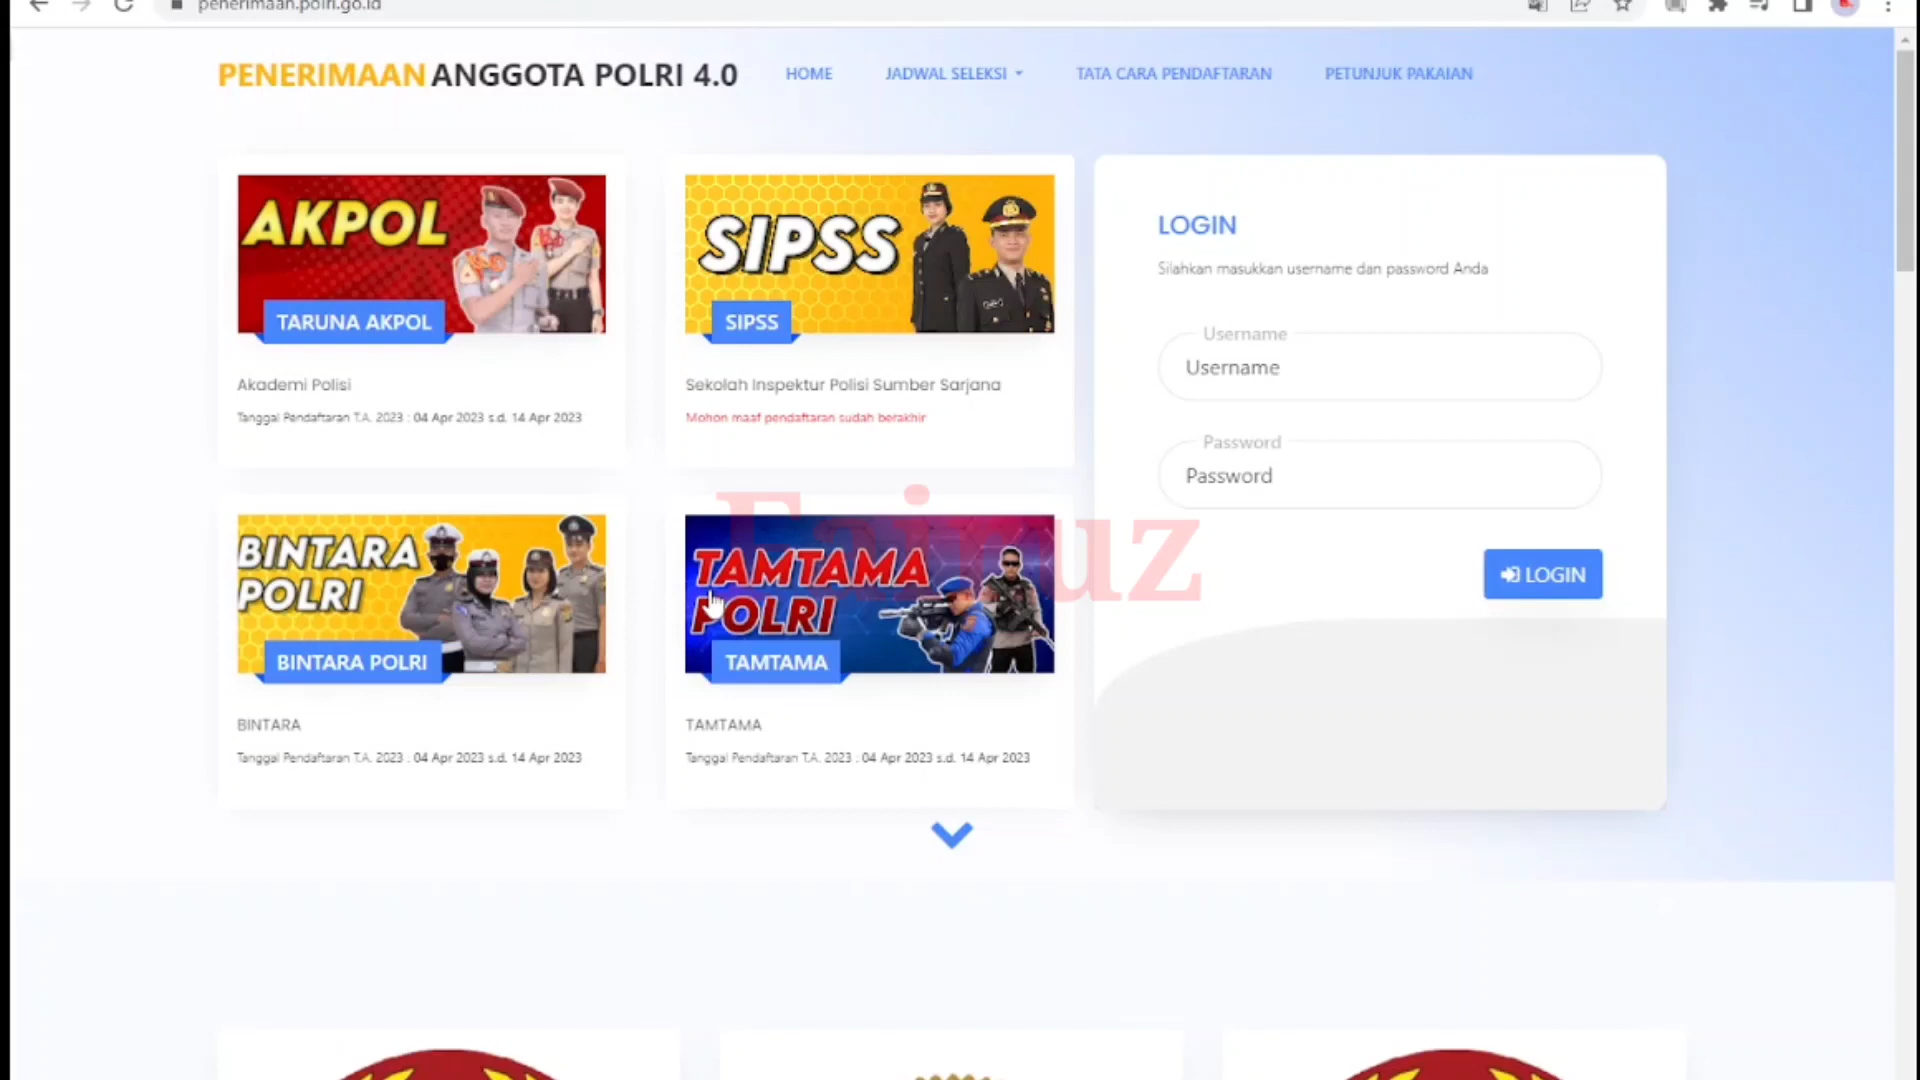 penerimaan.polri.go.id
PENERIMAAN ANGGOTA POLRI 4.0
HOME
JADWAL SELEKSI
TATA CARA PENDAFTARAN
PETUNJUK PAKAIAN
AKPOL
TARUNA AKPOL
Akademi Polisi
Tanggal Pendaftaran T.A. 2023 : 04 Apr 2023 s.d. 14 Apr 2023
SIPSS
SIPSS
Sekolah Inspektur Polisi Sumber Sarjana
Mohon maaf pendaftaran sudah berakhir
BINTARA
POLRI
BINTARA POLRI
BINTARA
Tanggal Pendaftaran T.A. 2023 : 04 Apr 2023 s.d. 14 Apr 2023
TAMTAMA
POLRI
TAMTAMA
TAMTAMA
Tanggal Pendaftaran T.A. 2023 : 04 Apr 2023 s.d. 14 Apr 2023
LOGIN
Silahkan masukkan username dan password Anda
Username
Username
Password
Password
LOGIN
Fairuz